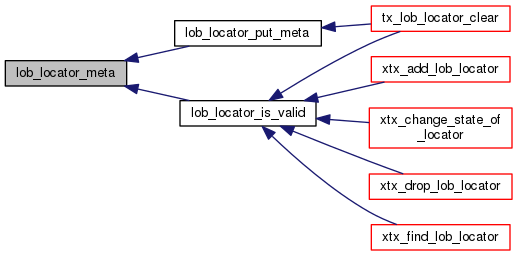 lob_locator_meta
lob_locator_put_meta
lob_locator_is_valid
tx_lob_locator_clear
xtx_add_lob_locator
xtx_change_state_of
_locator
xtx_drop_lob_locator
xtx_find_lob_locator